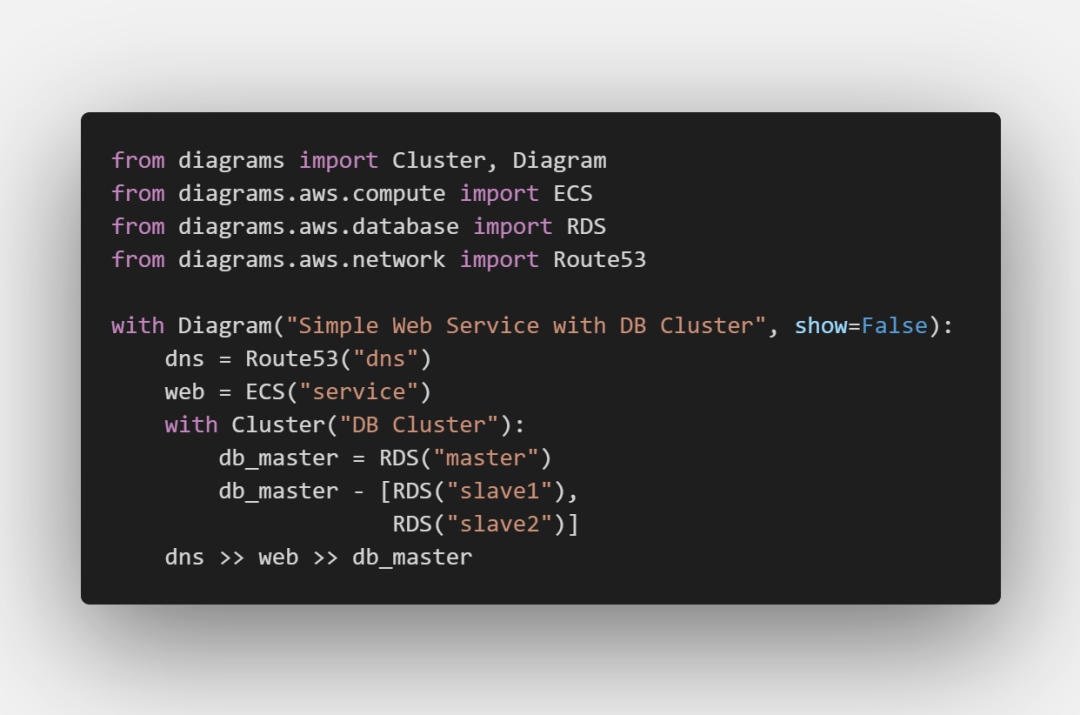 from diagrams import Cluster, Diagram
from diagrams.aws.compute import ECS
from diagrams.aws.database import RDS
from diagrams.aws.network import Route53

with Diagram("Simple Web Service with DB Cluster", show=False):
    dns = Route53("dns")
    web = ECS("service")
    with Cluster("DB Cluster"):
        db_master = RDS("master")
        db_master - [RDS("slave1"),
                     RDS("slave2")]
    dns >> web >> db_master